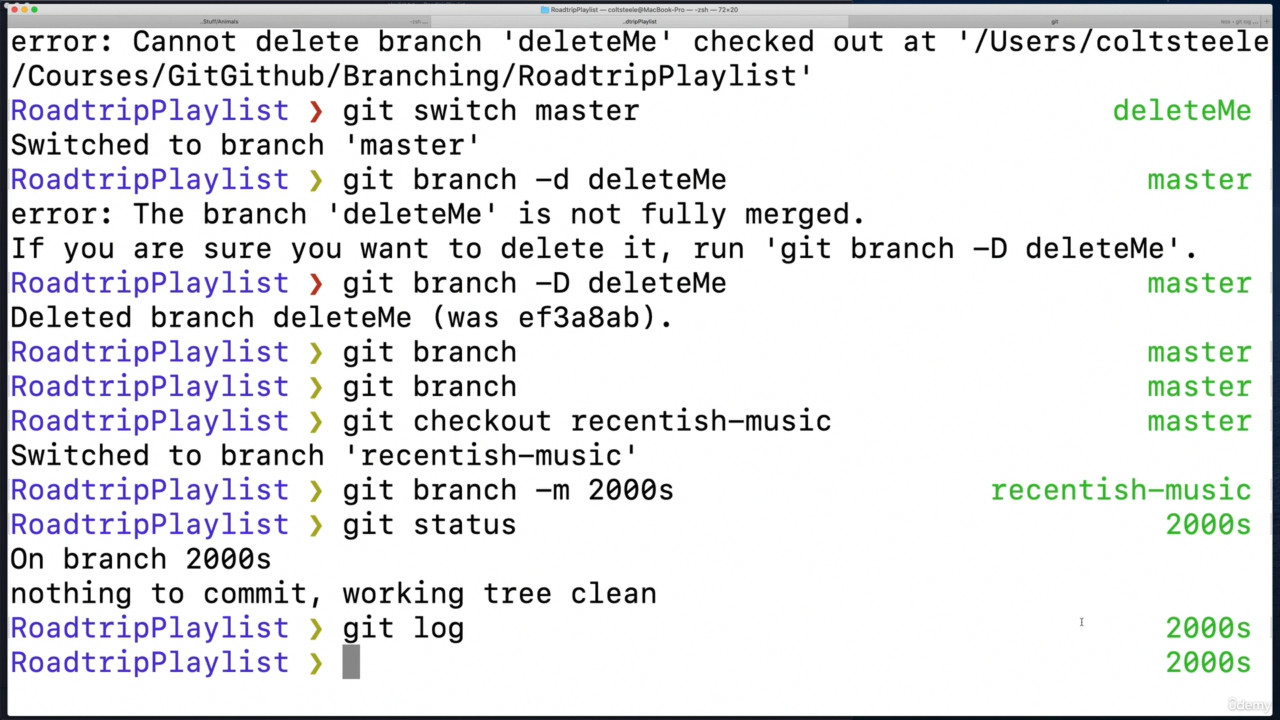 RoadtripPlaylist — coltsteele@MacBook-Pro — -zsh — 72×20
..Stuff/Animals
..dtripPlaylist
git
error: Cannot delete branch 'deleteMe' checked out at '/Users/coltsteele
/Courses/GitGithub/Branching/RoadtripPlaylist'
RoadtripPlaylist ❯ git switch master deleteMe
Switched to branch 'master'
RoadtripPlaylist ❯ git branch -d deleteMe master
error: The branch 'deleteMe' is not fully merged.
If you are sure you want to delete it, run 'git branch -D deleteMe'.
RoadtripPlaylist ❯ git branch -D deleteMe master
Deleted branch deleteMe (was ef3a8ab).
RoadtripPlaylist ❯ git branch master
RoadtripPlaylist ❯ git branch master
RoadtripPlaylist ❯ git checkout recentish-music master
Switched to branch 'recentish-music'
RoadtripPlaylist ❯ git branch -m 2000s recentish-music
RoadtripPlaylist ❯ git status 2000s
On branch 2000s
nothing to commit, working tree clean
RoadtripPlaylist ❯ git log 2000s
RoadtripPlaylist ❯ 2000s
ûdemy